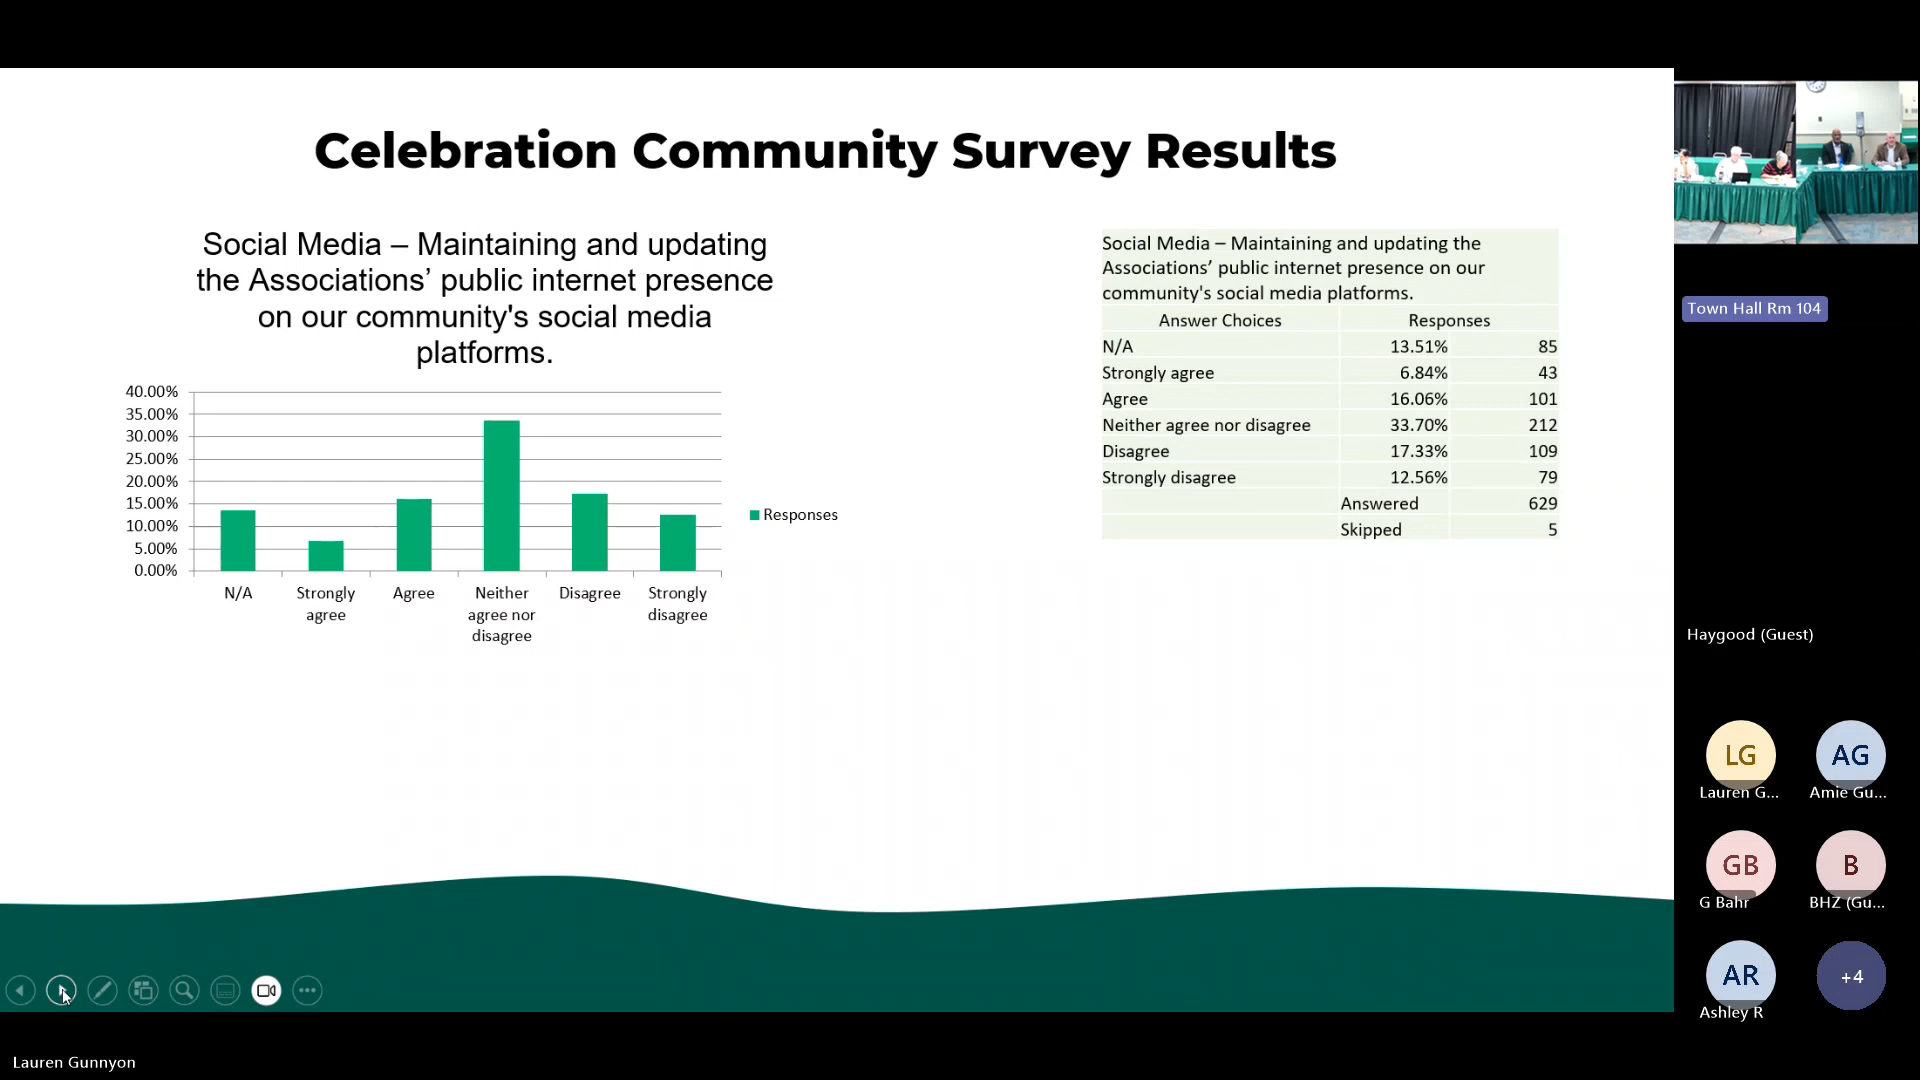 Celebration Community Survey Results
Social Media – Maintaining and updating
the Associations’ public internet presence
on our community's social media
platforms.
40.00%
35.00%
30.00%
25.00%
20.00%
15.00%
10.00%
5.00%
0.00%
N/A
Strongly
agree
Agree
Neither
agree nor
disagree
Disagree
Strongly
disagree
Responses
Social Media – Maintaining and updating the
Associations’ public internet presence on our
community's social media platforms.
Answer Choices Responses
N/A 13.51% 85
Strongly agree 6.84% 43
Agree 16.06% 101
Neither agree nor disagree 33.70% 212
Disagree 17.33% 109
Strongly disagree 12.56% 79
Answered 629
Skipped 5
Town Hall Rm 104
Haygood (Guest)
LG AG
Lauren G... Amie Gu...
GB B
G Bahr BHZ (Gu...
AR +4
Ashley R
Lauren Gunnyon